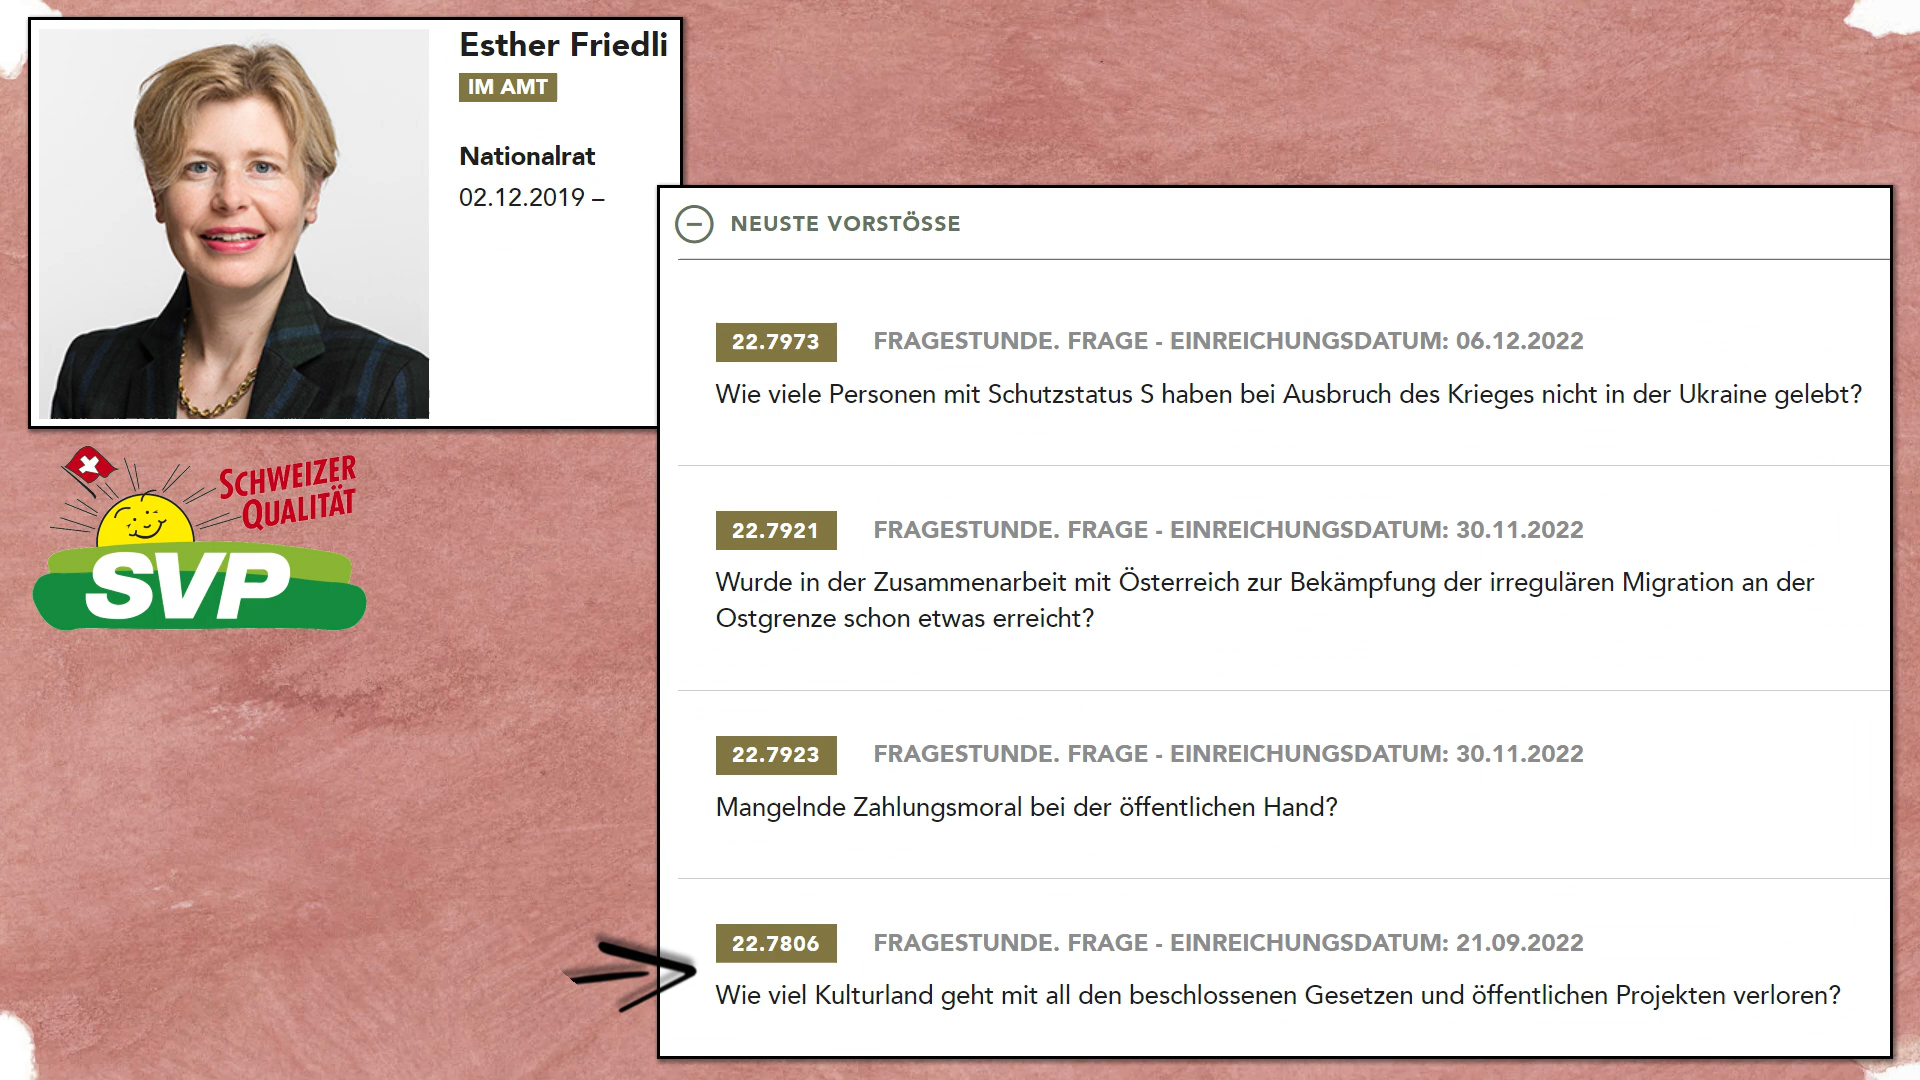 Esther Friedli
IM AMT
Nationalrat
02.12.2019 –
SCHWEIZER
QUALITÄT
SVP
NEUSTE VORSTÖSSE
22.7973 FRAGESTUNDE. FRAGE - EINREICHUNGSDATUM: 06.12.2022
Wie viele Personen mit Schutzstatus S haben bei Ausbruch des Krieges nicht in der Ukraine gelebt?
22.7921 FRAGESTUNDE. FRAGE - EINREICHUNGSDATUM: 30.11.2022
Wurde in der Zusammenarbeit mit Österreich zur Bekämpfung der irregulären Migration an der
Ostgrenze schon etwas erreicht?
22.7923 FRAGESTUNDE. FRAGE - EINREICHUNGSDATUM: 30.11.2022
Mangelnde Zahlungsmoral bei der öffentlichen Hand?
22.7806 FRAGESTUNDE. FRAGE - EINREICHUNGSDATUM: 21.09.2022
Wie viel Kulturland geht mit all den beschlossenen Gesetzen und öffentlichen Projekten verloren?